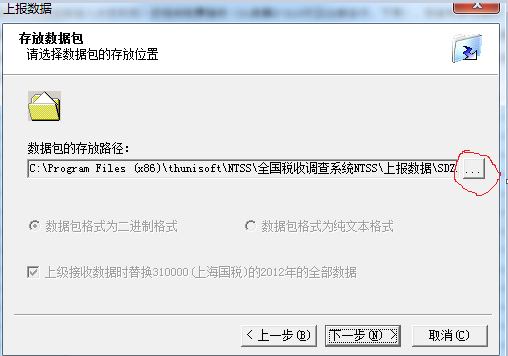 上报数据
存放数据包
请选择数据包的存放位置
数据包的存放路径：
C:\Program Files (x86)\thunisoft\NTSS\全国税收调查系统NTSS\上报数据\SDZ
...
数据包格式为二进制格式
数据包格式为纯文本格式
上级接收数据时替换310000(上海国税)的2012年的全部数据
< 上一步(B)
下一步(N) >
取消(C)